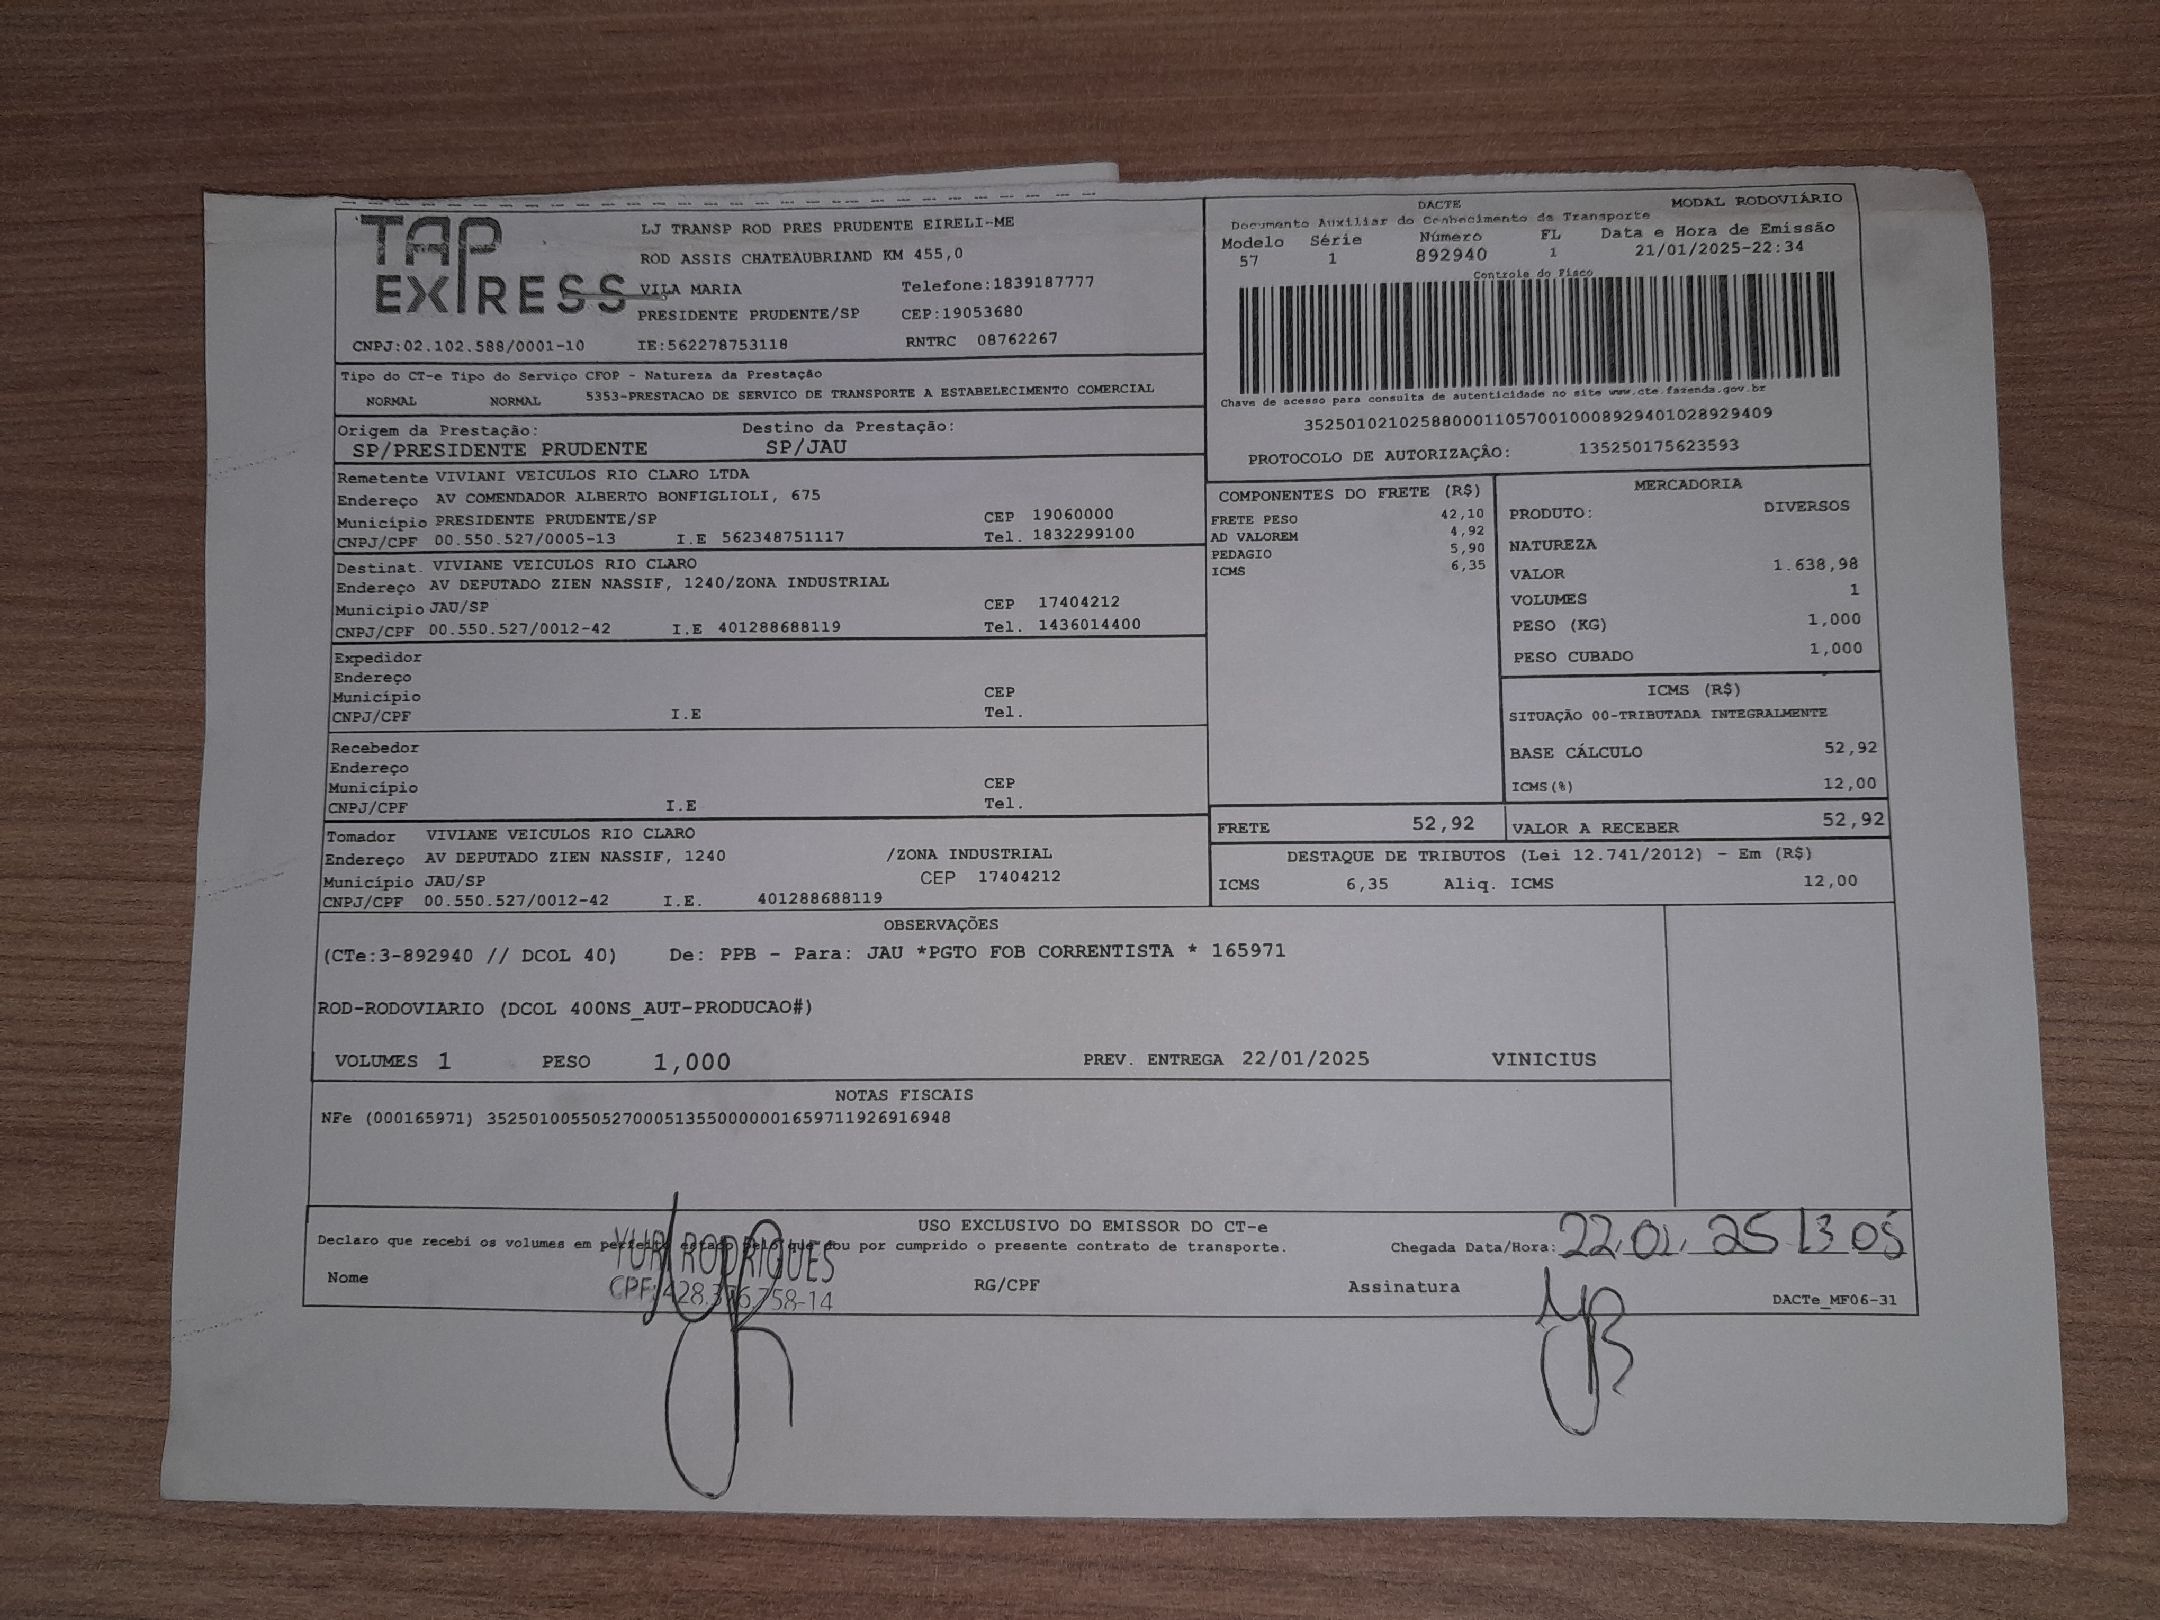 TAP EXPRESS
LJ TRANSP ROD PRES PRUDENTE EIRELI-ME
ROD ASSIS CHATEAUBRIAND KM 455,0
VILA MARIA Telefone:1839187777
PRESIDENTE PRUDENTE/SP CEP:19053680
CNPJ:02.102.588/0001-10 IE:562278753118 RNTRC 08762267
DACTE MODAL RODOVIÁRIO
Documento Auxiliar do Conhecimento de Transporte
Modelo Série Número FL Data e Hora de Emissão
57 1 892940 1 21/01/2025-22:34
Controle do Fisco
Chave de acesso para consulta de autenticidade no site www.cte.fazenda.gov.br
35250102102588000110570010008929401028929409
PROTOCOLO DE AUTORIZAÇÂO: 135250175623593
Tipo do CT-e Tipo do Serviço CFOP - Natureza da Prestação
NORMAL NORMAL 5353-PRESTACAO DE SERVICO DE TRANSPORTE A ESTABELECIMENTO COMERCIAL
Origem da Prestação: Destino da Prestação:
SP/PRESIDENTE PRUDENTE SP/JAU
Remetente VIVIANI VEICULOS RIO CLARO LTDA
Endereço AV COMENDADOR ALBERTO BONFIGLIOLI, 675
Município PRESIDENTE PRUDENTE/SP CEP 19060000
CNPJ/CPF 00.550.527/0005-13 I.E 562348751117 Tel. 1832299100
Destinat. VIVIANE VEICULOS RIO CLARO
Endereço AV DEPUTADO ZIEN NASSIF, 1240/ZONA INDUSTRIAL
Municipio JAU/SP CEP 17404212
CNPJ/CPF 00.550.527/0012-42 I.E 401288688119 Tel. 1436014400
Expedidor
Endereço
Município CEP
CNPJ/CPF I.E Tel.
Recebedor
Endereço
Município CEP
CNPJ/CPF I.E Tel.
Tomador VIVIANE VEICULOS RIO CLARO
Endereço AV DEPUTADO ZIEN NASSIF, 1240 /ZONA INDUSTRIAL
Município JAU/SP CEP 17404212
CNPJ/CPF 00.550.527/0012-42 I.E. 401288688119
COMPONENTES DO FRETE (R$)
FRETE PESO 42,10
AD VALOREM 4,92
PEDAGIO 5,90
ICMS 6,35
MERCADORIA
PRODUTO: DIVERSOS
NATUREZA
VALOR 1.638,98
VOLUMES 1
PESO (KG) 1,000
PESO CUBADO 1,000
ICMS (R$)
SITUAÇÃO 00-TRIBUTADA INTEGRALMENTE
BASE CÁLCULO 52,92
ICMS(%) 12,00
FRETE 52,92 VALOR A RECEBER 52,92
DESTAQUE DE TRIBUTOS (Lei 12.741/2012) - Em (R$)
ICMS 6,35 Aliq. ICMS 12,00
OBSERVAÇÕES
(CTe:3-892940 // DCOL 40) De: PPB - Para: JAU *PGTO FOB CORRENTISTA * 165971
ROD-RODOVIARIO (DCOL 400NS_AUT-PRODUCAO#)
VOLUMES 1 PESO 1,000 PREV. ENTREGA 22/01/2025 VINICIUS
NOTAS FISCAIS
NFe (000165971) 35250100550527000513550000001659711926916948
USO EXCLUSIVO DO EMISSOR DO CT-e
Declaro que recebi os volumes em perfeito estado pelo que dou por cumprido o presente contrato de transporte. Chegada Data/Hora: 22.01.25 13 05
YURI RODRIGUES
Nome RG/CPF Assinatura
DACTe_MF06-31